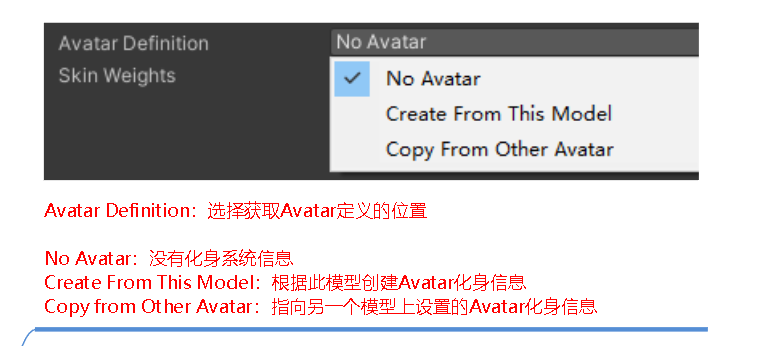 Avatar Definition
No Avatar
Skin Weights
No Avatar
Create From This Model
Copy From Other Avatar
Avatar Definition：选择获取Avatar定义的位置
No Avatar：没有化身系统信息
Create From This Model：根据此模型创建Avatar化身信息
Copy from Other Avatar：指向另一个模型上设置的Avatar化身信息